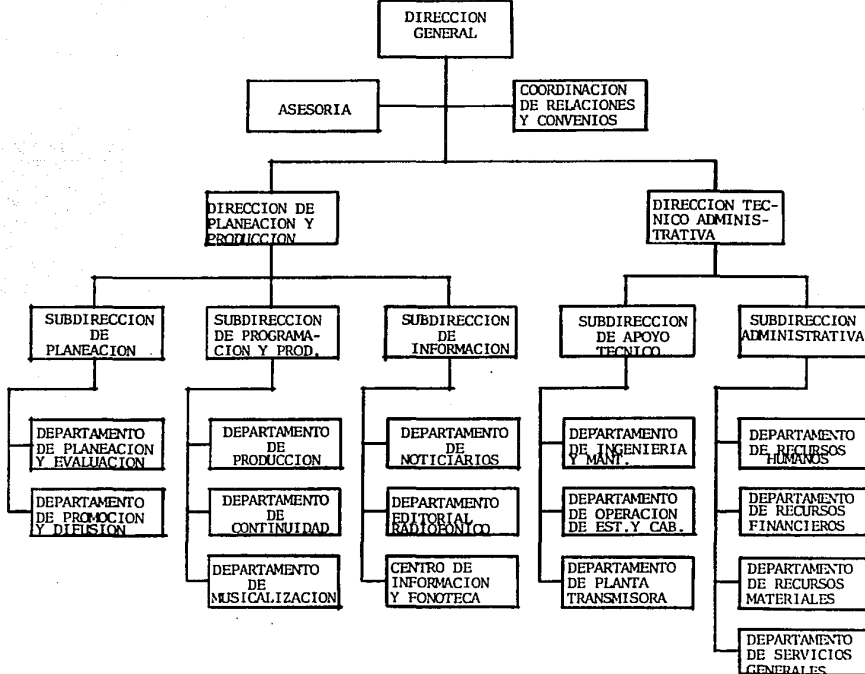 DIRECCION
GENERAL
ASESORIA
COORDINACION
DE RELACIONES
Y CONVENIOS
DIRECCION DE
PLANEACION Y
PRODUCCION
DIRECCION TEC-
NICO ADMINIS-
TRATIVA
SUBDIRECCION
DE
PLANEACION
SUBDIRECCION
DE PROGRAMA-
CION Y PROD.
SUBDIRECCION
DE
INFORMACION
SUBDIRECCION
DE APOYO
TECNICO
SUBDIRECCION
ADMINISTRATIVA
DEPARTAMENTO
DE PLANEACION
Y EVALUACION
DEPARTAMENTO
DE
PRODUCCION
DEPARTAMENTO
DE
NOTICIARIOS
DEPARTAMENTO
DE INGENIERIA
Y MANT.
DEPARTAMENTO
DE RECURSOS
HUMANOS
DEPARTAMENTO
DE PROMOCION
Y DIFUSION
DEPARTAMENTO
DE
CONTINUIDAD
DEPARTAMENTO
EDITORIAL
RADIOFONICO
DEPARTAMENTO
DE OPERACION
DE EST.Y CAB.
DEPARTAMENTO
DE RECURSOS
FINANCIEROS
DEPARTAMENTO
DE
MUSICALIZACION
CENTRO DE
INFORMACION
Y FONOTECA
DEPARTAMENTO
DE PLANTA
TRANSMISORA
DEPARTAMENTO
DE RECURSOS
MATERIALES
DEPARTAMENTO
DE SERVICIOS
GENERALES